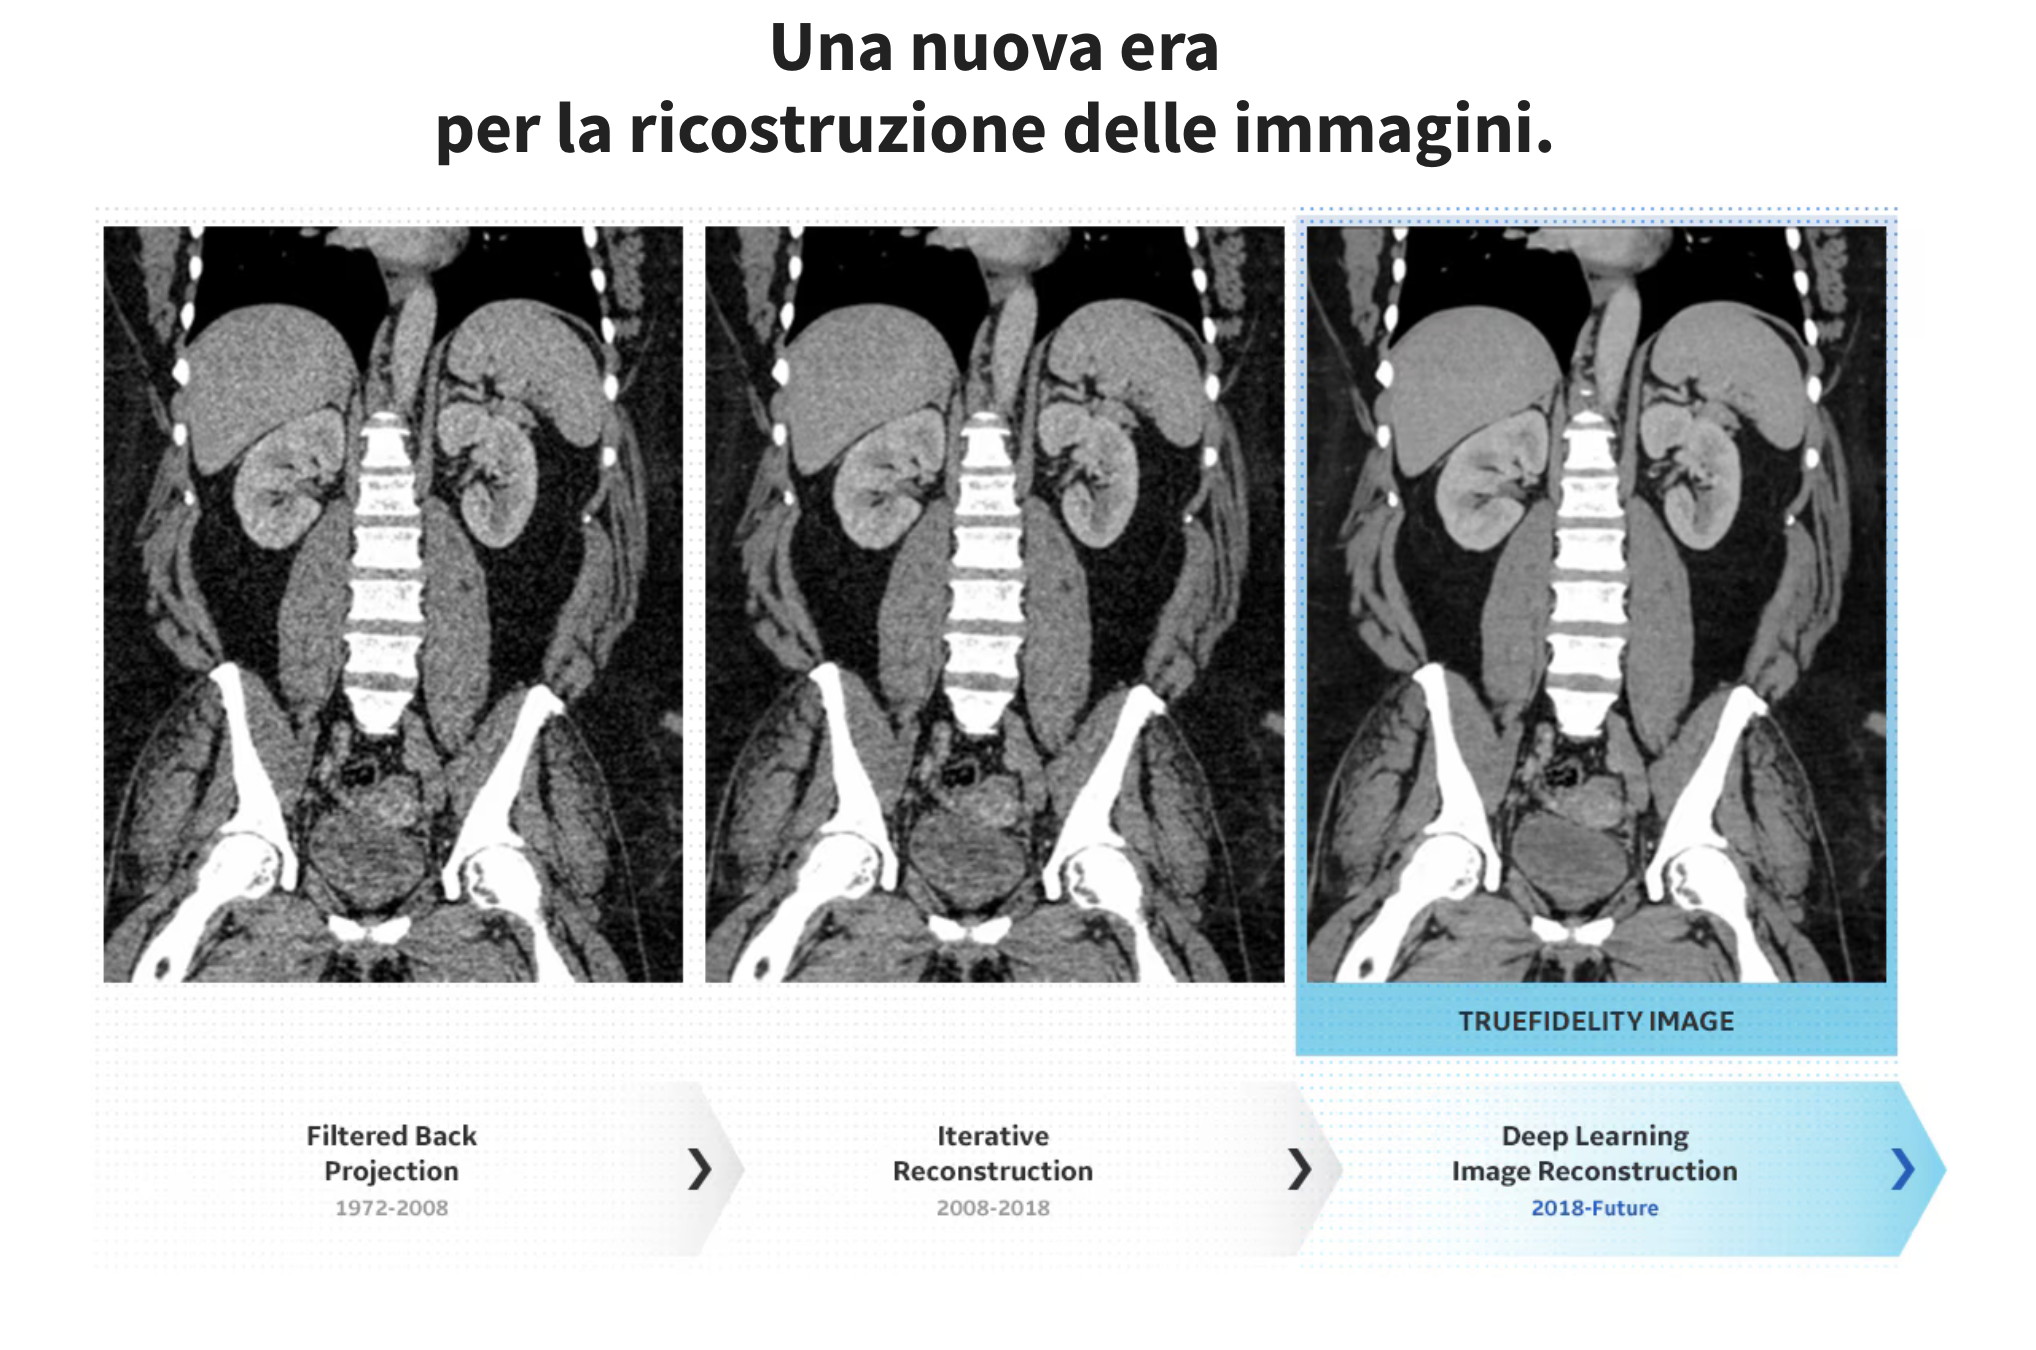 Una nuova era
per la ricostruzione delle immagini.
TRUEFIDELITY IMAGE
Filtered Back
Projection
1972-2008
Iterative
Reconstruction
2008-2018
Deep Learning
Image Reconstruction
2018-Future